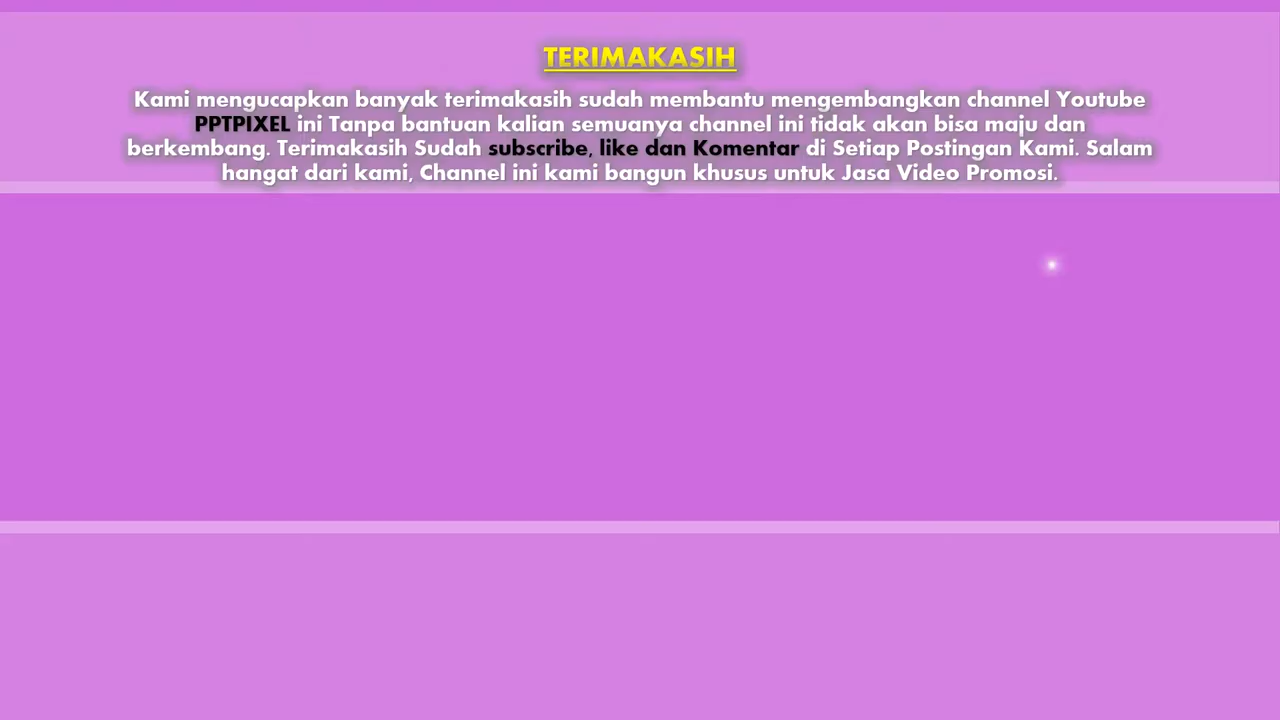 TERIMAKASIH
Kami mengucapkan banyak terimakasih sudah membantu mengembangkan channel Youtube
PPTPIXEL ini Tanpa bantuan kalian semuanya channel ini tidak akan bisa maju dan
berkembang. Terimakasih Sudah subscribe, like dan Komentar di Setiap Postingan Kami. Salam
hangat dari kami, Channel ini kami bangun khusus untuk Jasa Video Promosi.